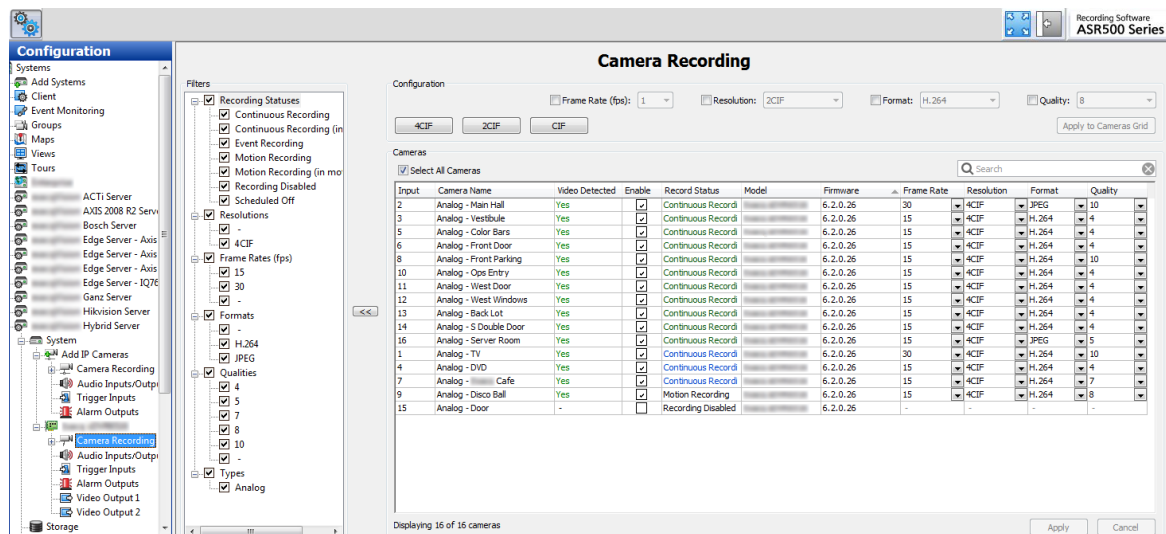 Recording Software
ASR500 Series
Configuration
Systems
Add Systems
Client
Event Monitoring
Groups
Maps
Views
Tours
ACTi Server
AXIS 2008 R2 Serv
Bosch Server
Edge Server - Axis
Edge Server - Axis
Edge Server - Axis
Edge Server - IQ76
Ganz Server
Hikvision Server
Hybrid Server
System
Add IP Cameras
Camera Recording
Audio Inputs/Outpu
Trigger Inputs
Alarm Outputs
Camera Recording
Audio Inputs/Outpu
Trigger Inputs
Alarm Outputs
Video Output 1
Video Output 2
Storage
Camera Recording
Filters
Recording Statuses
Continuous Recording
Continuous Recording (in
Event Recording
Motion Recording
Motion Recording (in mo
Recording Disabled
Scheduled Off
Resolutions
-
4CIF
Frame Rates (fps)
15
30
-
Formats
-
H.264
JPEG
Qualities
4
5
7
8
10
-
Types
Analog
<<
Configuration
Frame Rate (fps): 1 Resolution: 2CIF Format: H.264 Quality: 8
4CIF 2CIF CIF Apply to Cameras Grid
Cameras
Select All Cameras Search
Input Camera Name Video Detected Enable Record Status Model Firmware Frame Rate Resolution Format Quality
2 Analog - Main Hall Yes Continuous Recordi 6.2.0.26 30 4CIF JPEG 10
3 Analog - Vestibule Yes Continuous Recordi 6.2.0.26 15 4CIF H.264 4
5 Analog - Color Bars Yes Continuous Recordi 6.2.0.26 15 4CIF H.264 4
6 Analog - Front Door Yes Continuous Recordi 6.2.0.26 15 4CIF H.264 4
8 Analog - Front Parking Yes Continuous Recordi 6.2.0.26 15 4CIF H.264 10
10 Analog - Ops Entry Yes Continuous Recordi 6.2.0.26 15 4CIF H.264 4
11 Analog - West Door Yes Continuous Recordi 6.2.0.26 15 4CIF H.264 4
12 Analog - West Windows Yes Continuous Recordi 6.2.0.26 15 4CIF H.264 4
13 Analog - Back Lot Yes Continuous Recordi 6.2.0.26 15 4CIF H.264 4
14 Analog - S Double Door Yes Continuous Recordi 6.2.0.26 15 4CIF H.264 4
16 Analog - Server Room Yes Continuous Recordi 6.2.0.26 15 4CIF JPEG 5
1 Analog - TV Yes Continuous Recordi 6.2.0.26 30 4CIF H.264 10
4 Analog - DVD Yes Continuous Recordi 6.2.0.26 15 4CIF H.264 4
7 Analog - Cafe Yes Continuous Recordi 6.2.0.26 15 4CIF H.264 7
9 Analog - Disco Ball Yes Motion Recording 6.2.0.26 15 4CIF H.264 8
15 Analog - Door - Recording Disabled 6.2.0.26 - - - -
Displaying 16 of 16 cameras
Apply Cancel